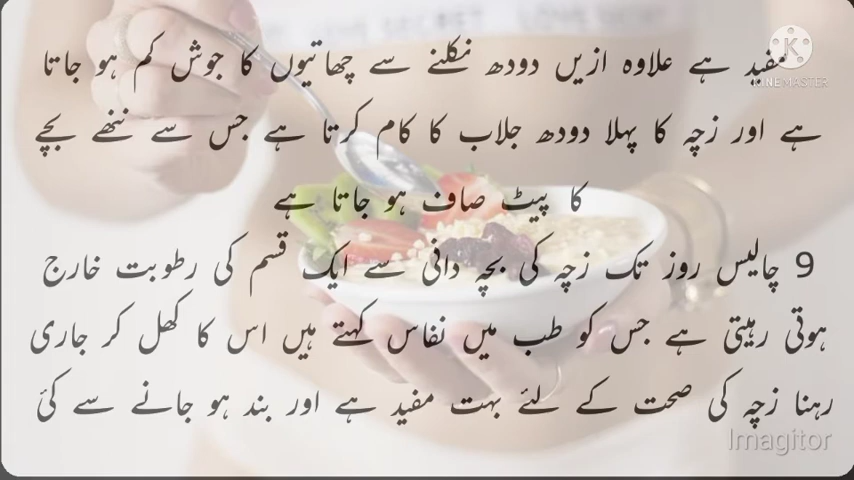 مفید ہے علاوہ ازیں دودھ نکلنے سے چھاتیوں کا جوش کم ہو جاتا
ہے اور زچہ کا پہلا دودھ جلاب کا کام کرتا ہے جس سے ننھے بچے
کا پیٹ صاف ہو جاتا ہے
9 چالیس روز تک زچہ کی بچہ دانی سے ایک قسم کی رطوبت خارج
ہوتی رہیتی ہے جس کو طب میں نفاس کہتے ہیں اس کا کھل کر جاری
رہنا زچہ کی صحت کے لئے بہت مفید ہے اور بند ہو جانے سے کئ
KINEMASTER
Imagitor